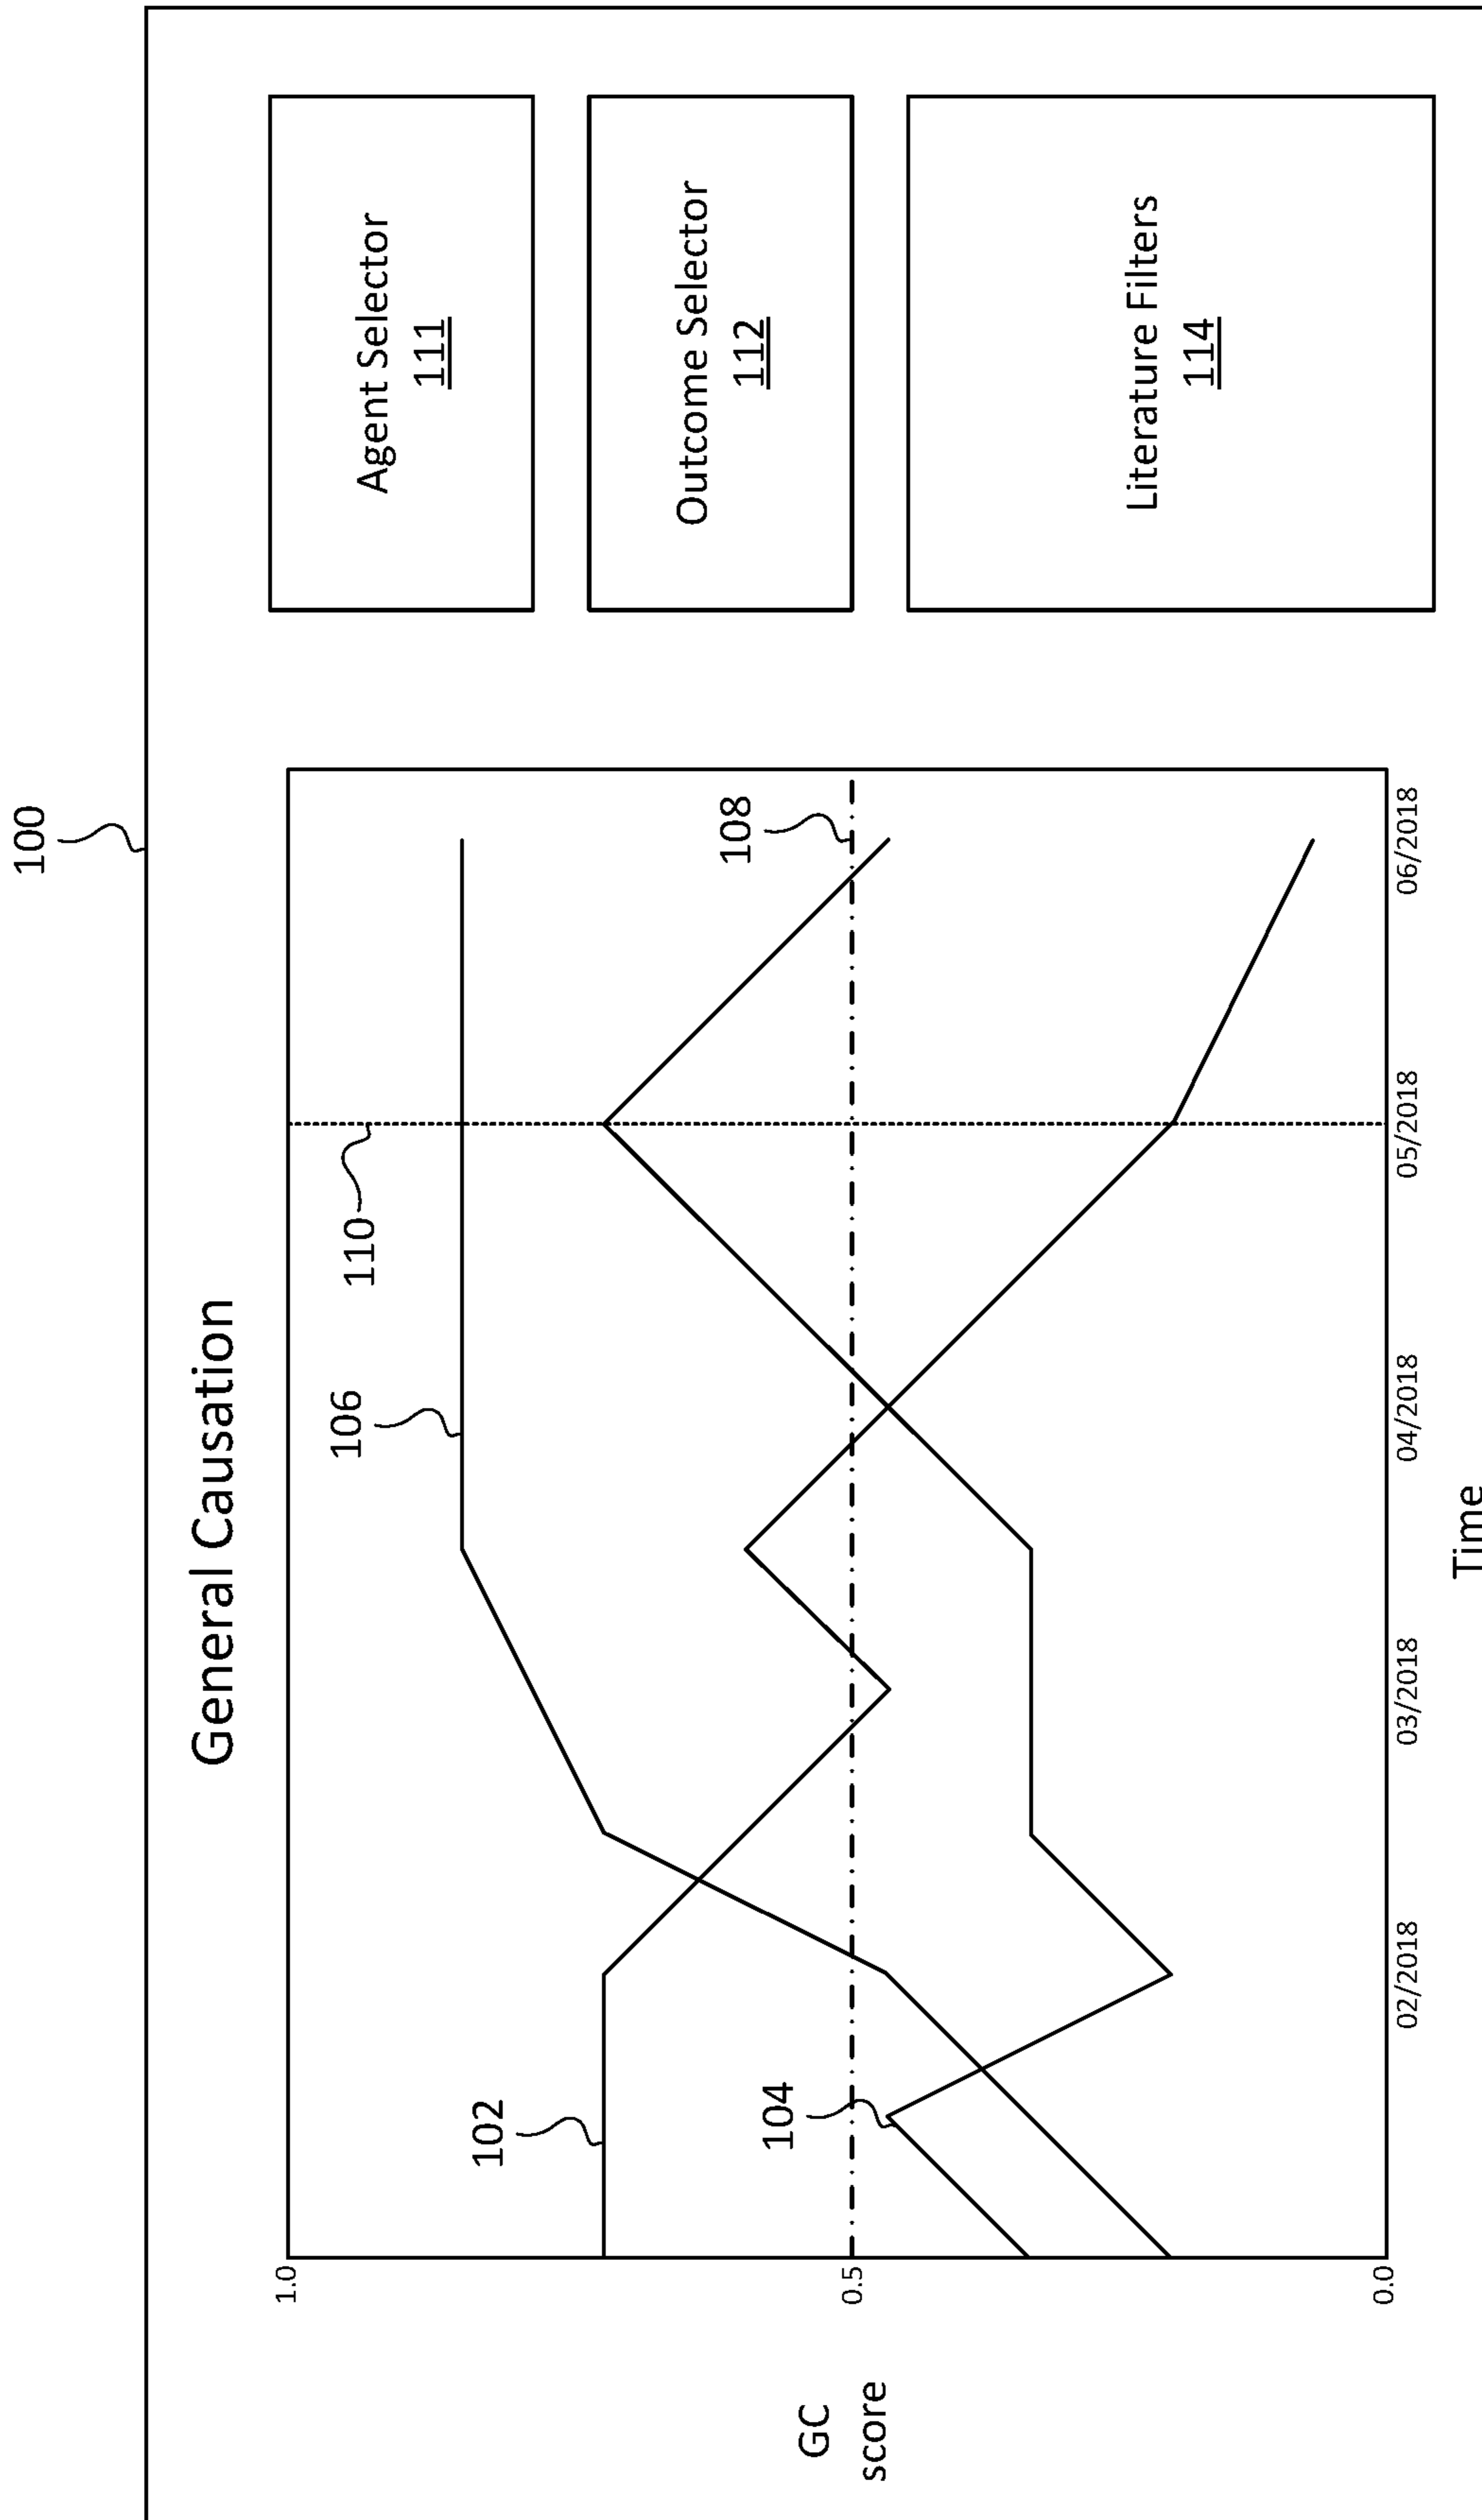 100
General Causation
106
110
102
104
108
GC
score
1.0
0.5
0.0
02/2018
03/2018
04/2018
05/2018
06/2018
Time
Agent Selector
111
Outcome Selector
112
Literature Filters
114